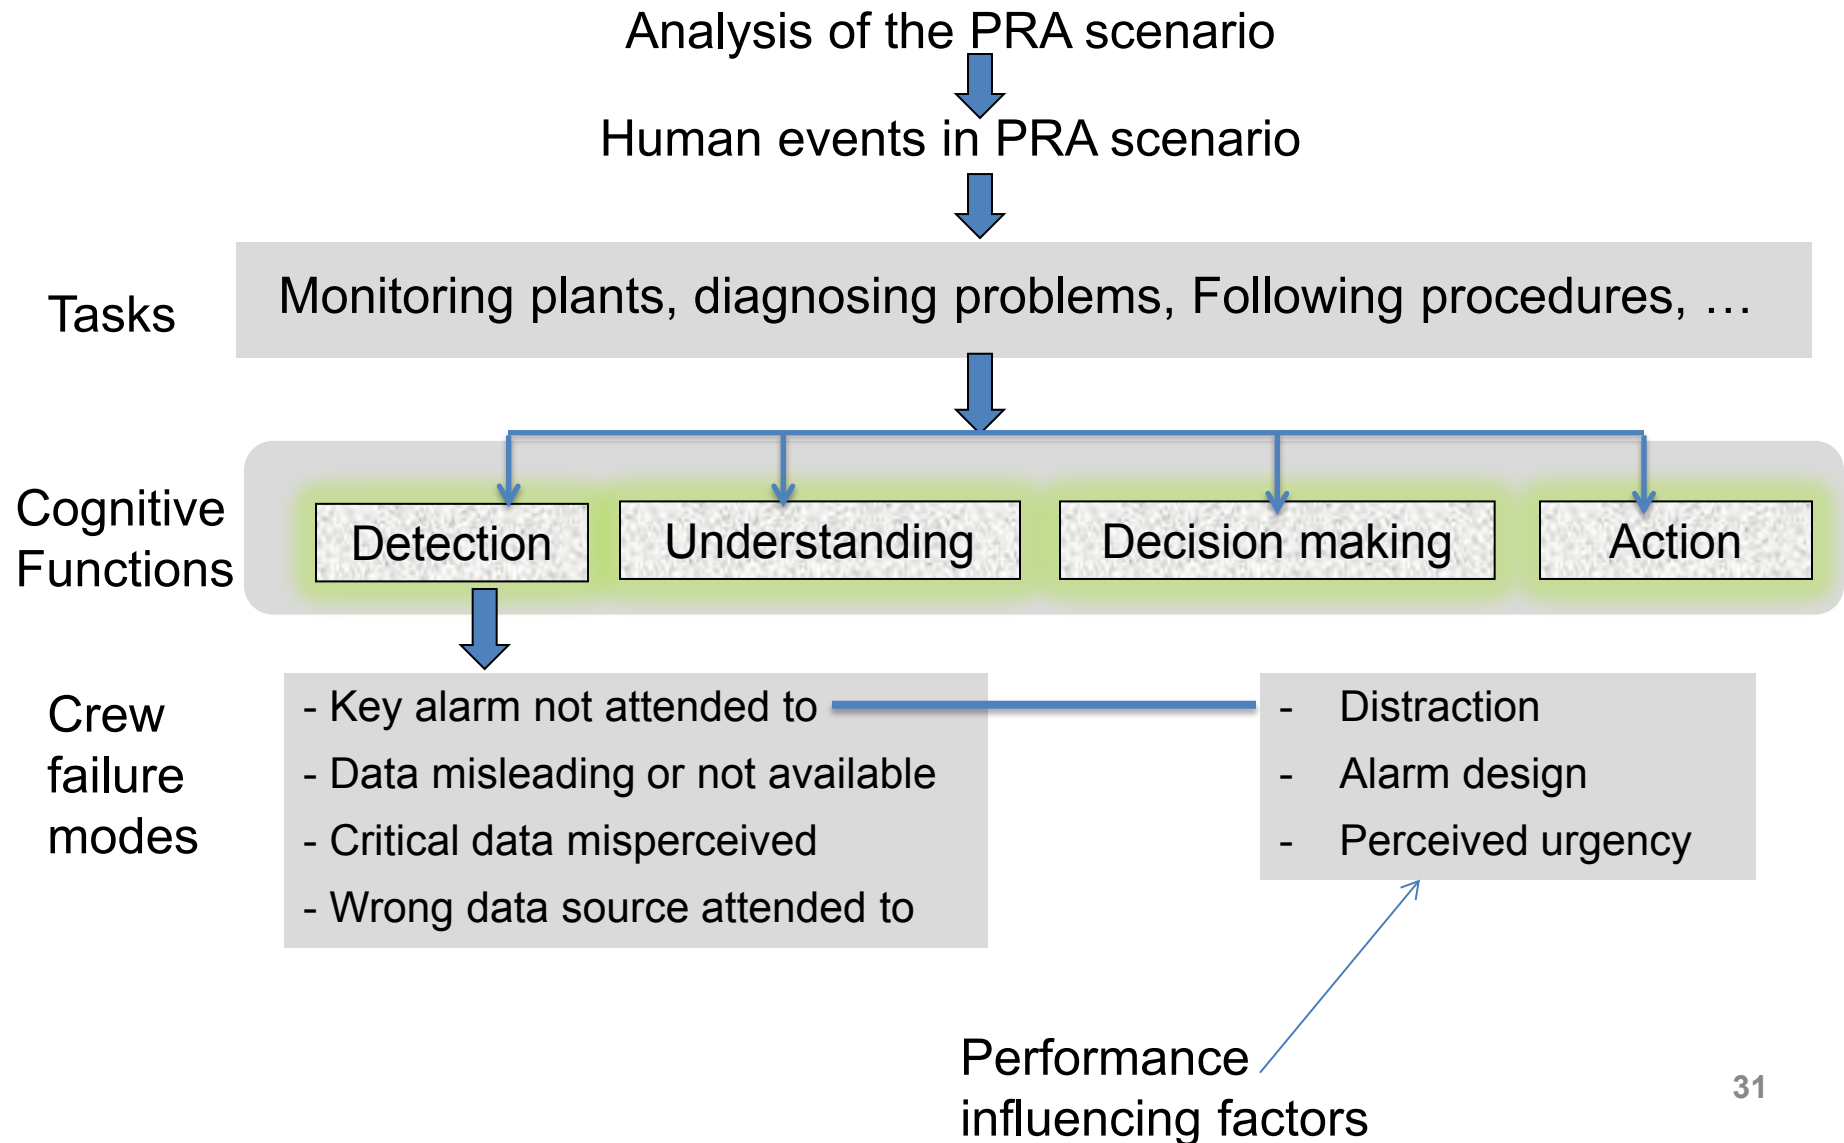 Analysis of the PRA scenario
Human events in PRA scenario
Tasks
Monitoring plants, diagnosing problems, Following procedures, …
Cognitive
Functions
Detection
Understanding
Decision making
Action
Crew
failure
modes
- Key alarm not attended to
- Data misleading or not available
- Critical data misperceived
- Wrong data source attended to
- Distraction
- Alarm design
- Perceived urgency
Performance
influencing factors
31